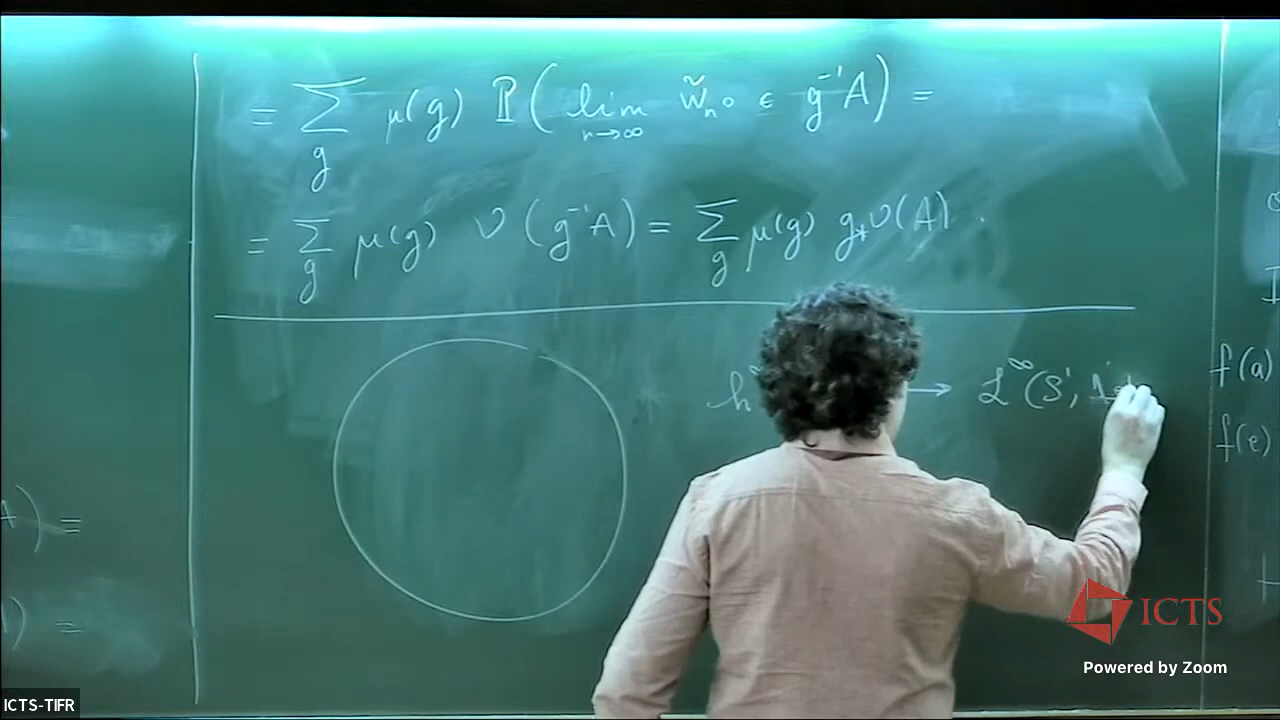 = ∑_g μ(g) ℙ( lim_{n→∞} w̃_n o ∈ g⁻¹A ) =
= ∑_g μ(g) ν(g⁻¹A) = ∑_g μ(g) g_*ν(A).
h^∞ → L^∞(S¹,
f(a)
f(e)
A) =
) =
ICTS
Powered by Zoom
ICTS-TIFR